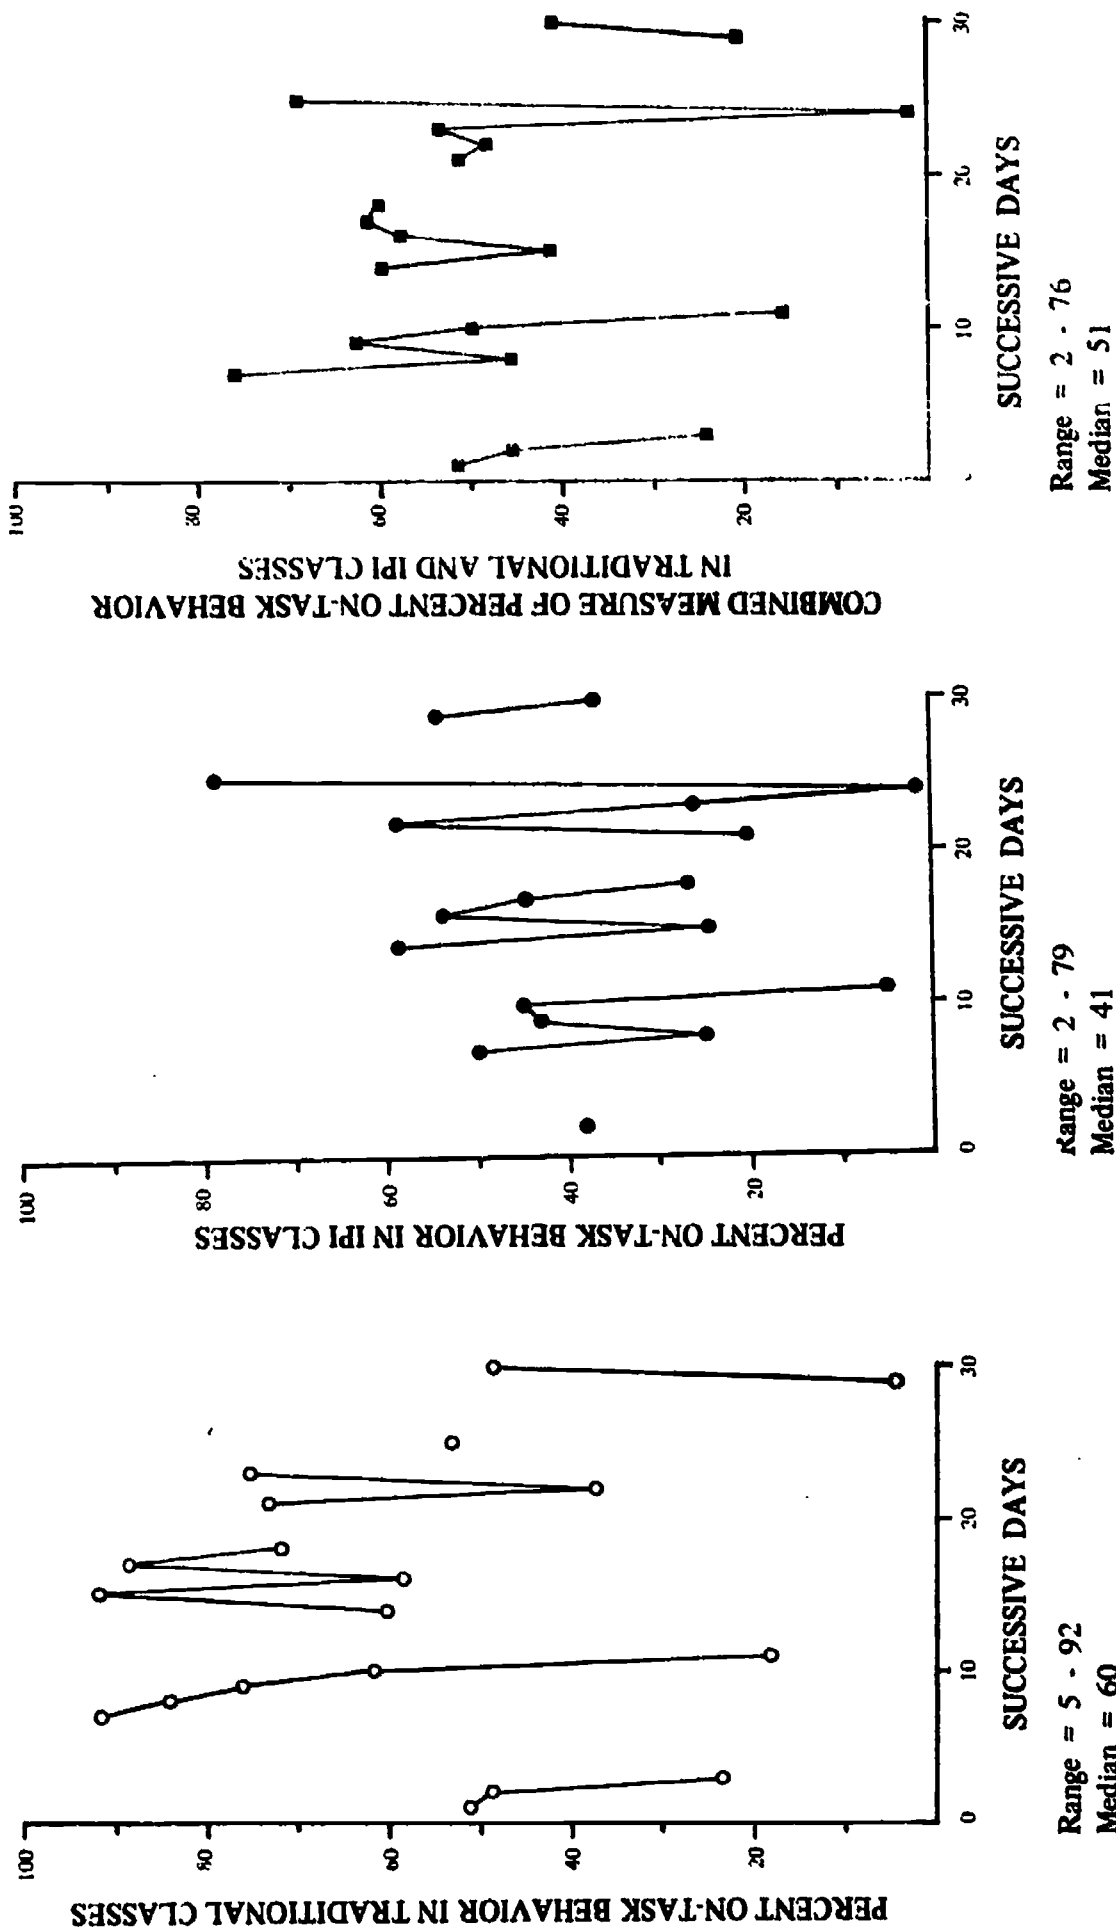 PERCENT ON-TASK BEHAVIOR IN TRADITIONAL CLASSES
100
80
60
40
20
0
10
20
30
SUCCESSIVE DAYS
Range = 5 - 92
Median = 60
PERCENT ON-TASK BEHAVIOR IN IPI CLASSES
100
80
60
40
20
0
10
20
30
SUCCESSIVE DAYS
Range = 2 - 79
Median = 41
COMBINED MEASURE OF PERCENT ON-TASK BEHAVIOR
IN TRADITIONAL AND IPI CLASSES
100
80
60
40
20
10
20
30
SUCCESSIVE DAYS
Range = 2 - 76
Median = 51